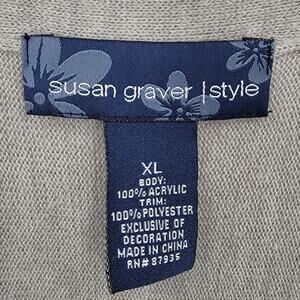 susan graver | style
XL
BODY:
100% ACRYLIC
TRIM:
100% POLYESTER
EXCLUSIVE OF
DECORATION
MADE IN CHINA
RN# 87935